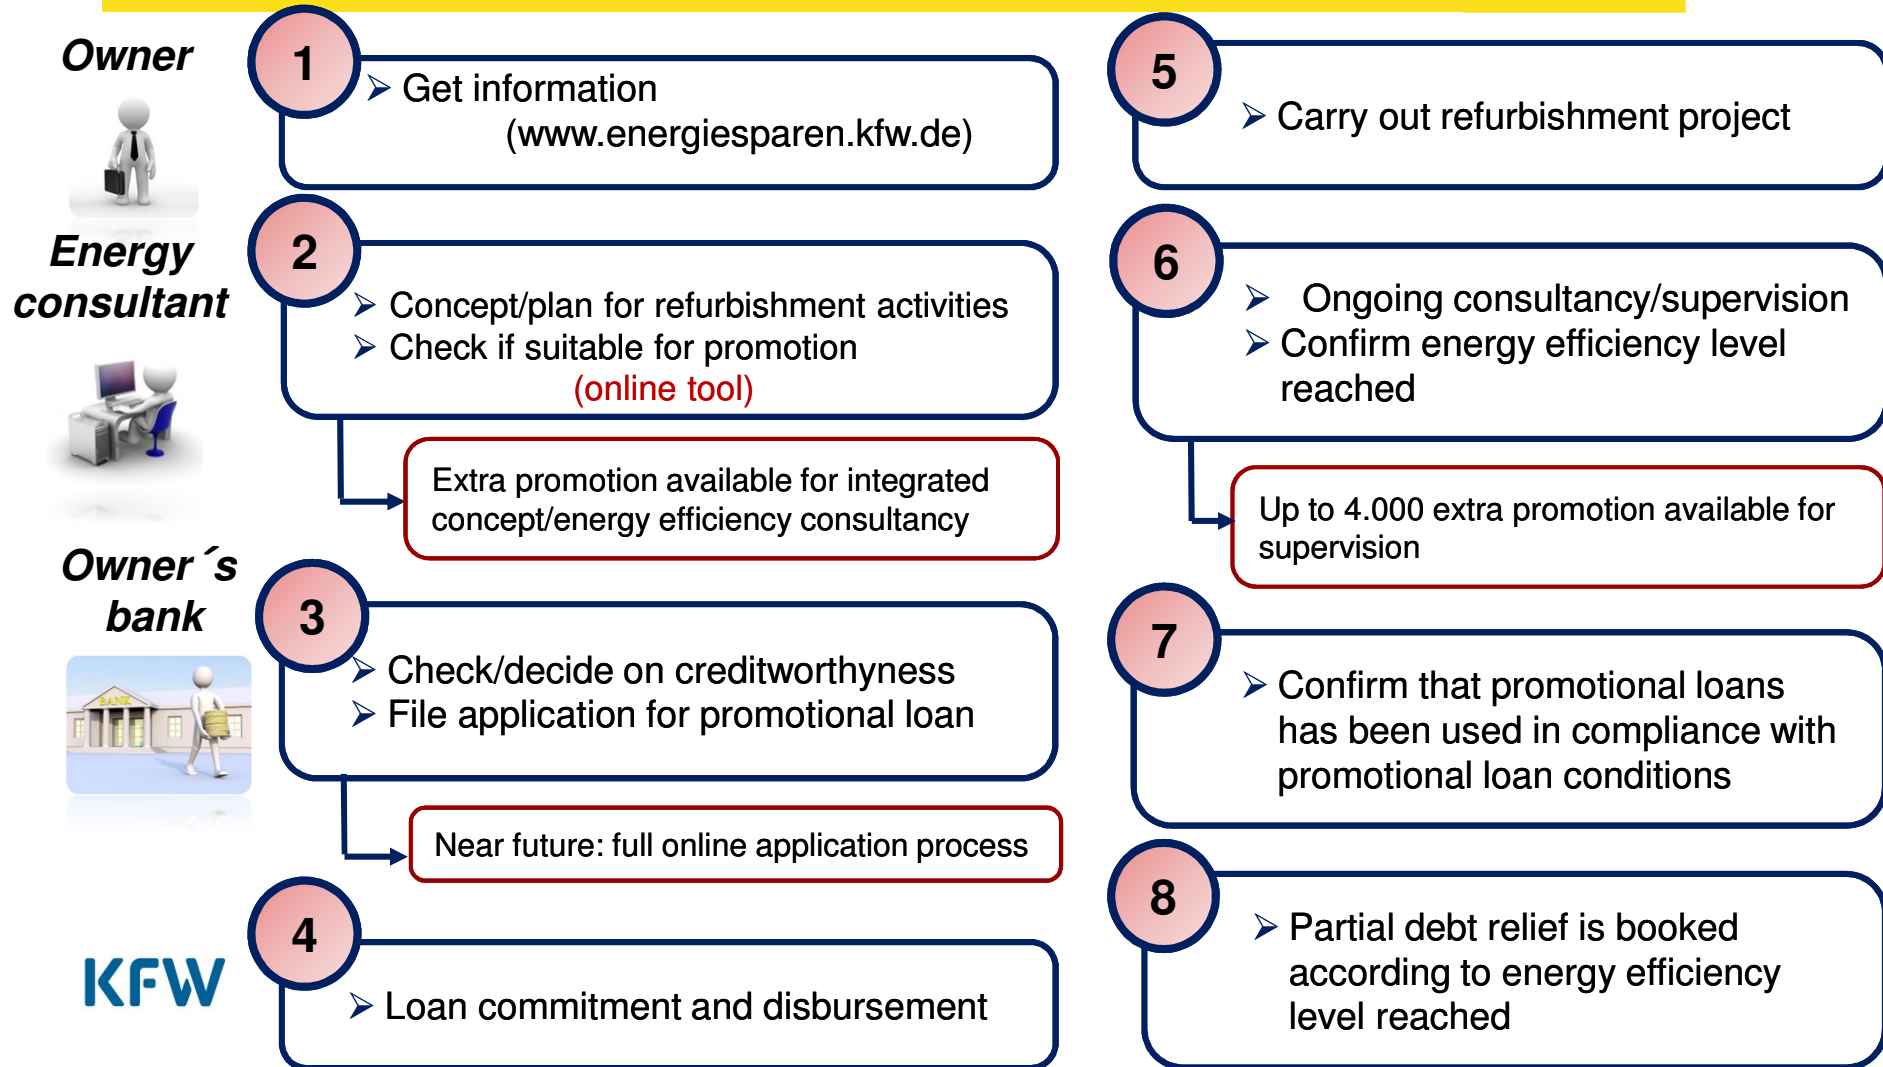 Owner
1
Get information
(www.energiesparen.kfw.de)
Energy
consultant
2
Concept/plan for refurbishment activities
Check if suitable for promotion
(online tool)
Extra promotion available for integrated
concept/energy efficiency consultancy
Owner´s
bank
BANK
3
Check/decide on creditworthyness
File application for promotional loan
Near future: full online application process
KFW
4
Loan commitment and disbursement
5
Carry out refurbishment project
6
Ongoing consultancy/supervision
Confirm energy efficiency level
reached
Up to 4.000 extra promotion available for
supervision
7
Confirm that promotional loans
has been used in compliance with
promotional loan conditions
8
Partial debt relief is booked
according to energy efficiency
level reached